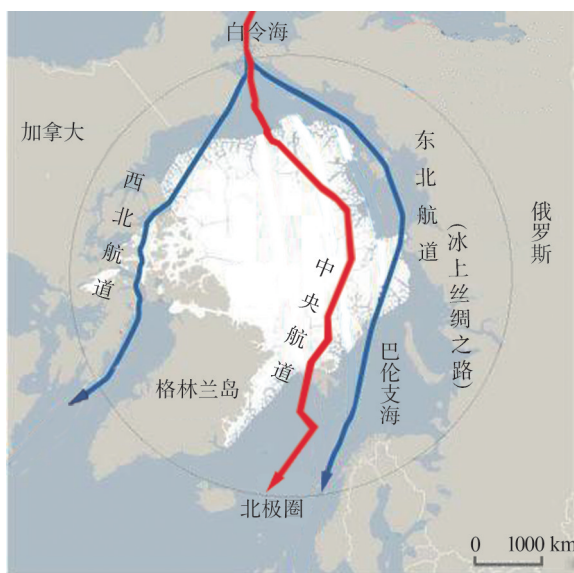 白令海
加拿大
西北航道
东北航道
(冰上丝绸之路)
俄罗斯
中央航道
巴伦支海
格林兰岛
北极圈
0 1000 km